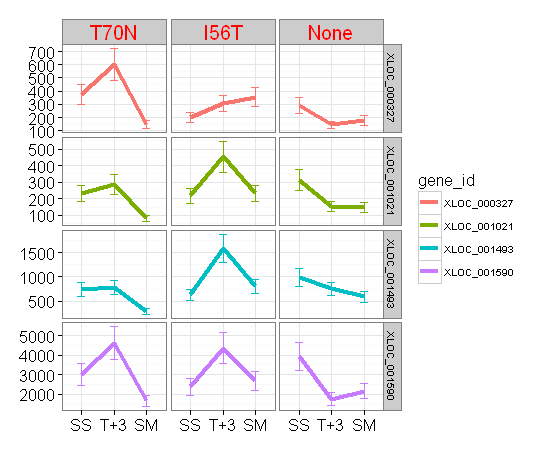 T70N I56T None
700
600
500
400
300
200
100
XLOC_000327
500
400
300
200
100
XLOC_001021
1500
1000
500
XLOC_001493
5000
4000
3000
2000
XLOC_001590
SS T+3 SM SS T+3 SM SS T+3 SM
gene_id
XLOC_000327
XLOC_001021
XLOC_001493
XLOC_001590